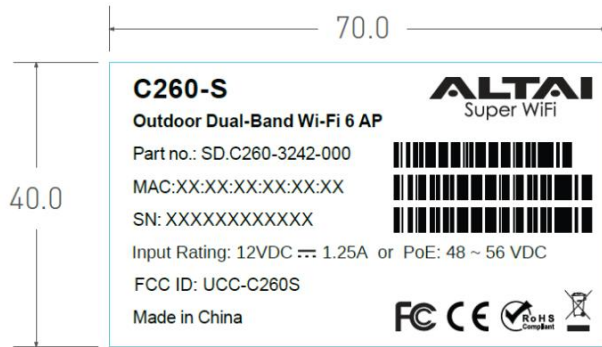 70.0
40.0
C260-S
ALTAI
Super WiFi
Outdoor Dual-Band Wi-Fi 6 AP
Part no.: SD.C260-3242-000
MAC:XX:XX:XX:XX:XX:XX
SN: XXXXXXXXXXXX
Input Rating: 12VDC ⎓ 1.25A or PoE: 48 ~ 56 VDC
FCC ID: UCC-C260S
Made in China
FC CE RoHS Compliant